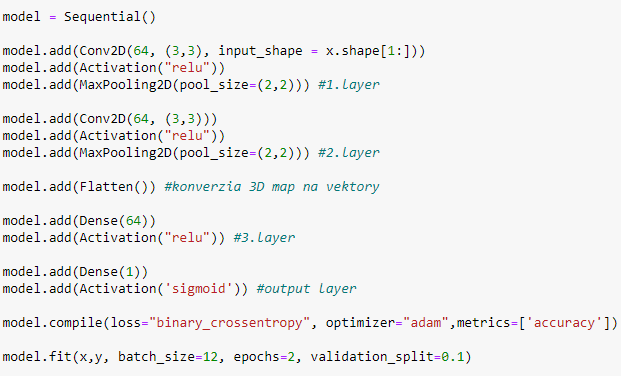 model = Sequential()
model.add(Conv2D(64, (3,3), input_shape = x.shape[1:]))
model.add(Activation("relu"))
model.add(MaxPooling2D(pool_size=(2,2))) #1.layer
model.add(Conv2D(64, (3,3)))
model.add(Activation("relu"))
model.add(MaxPooling2D(pool_size=(2,2))) #2.layer
model.add(Flatten()) #konverzia 3D map na vektory
model.add(Dense(64))
model.add(Activation("relu")) #3.layer
model.add(Dense(1))
model.add(Activation('sigmoid')) #output layer
model.compile(loss="binary_crossentropy", optimizer="adam",metrics=['accuracy'])
model.fit(x,y, batch_size=12, epochs=2, validation_split=0.1)